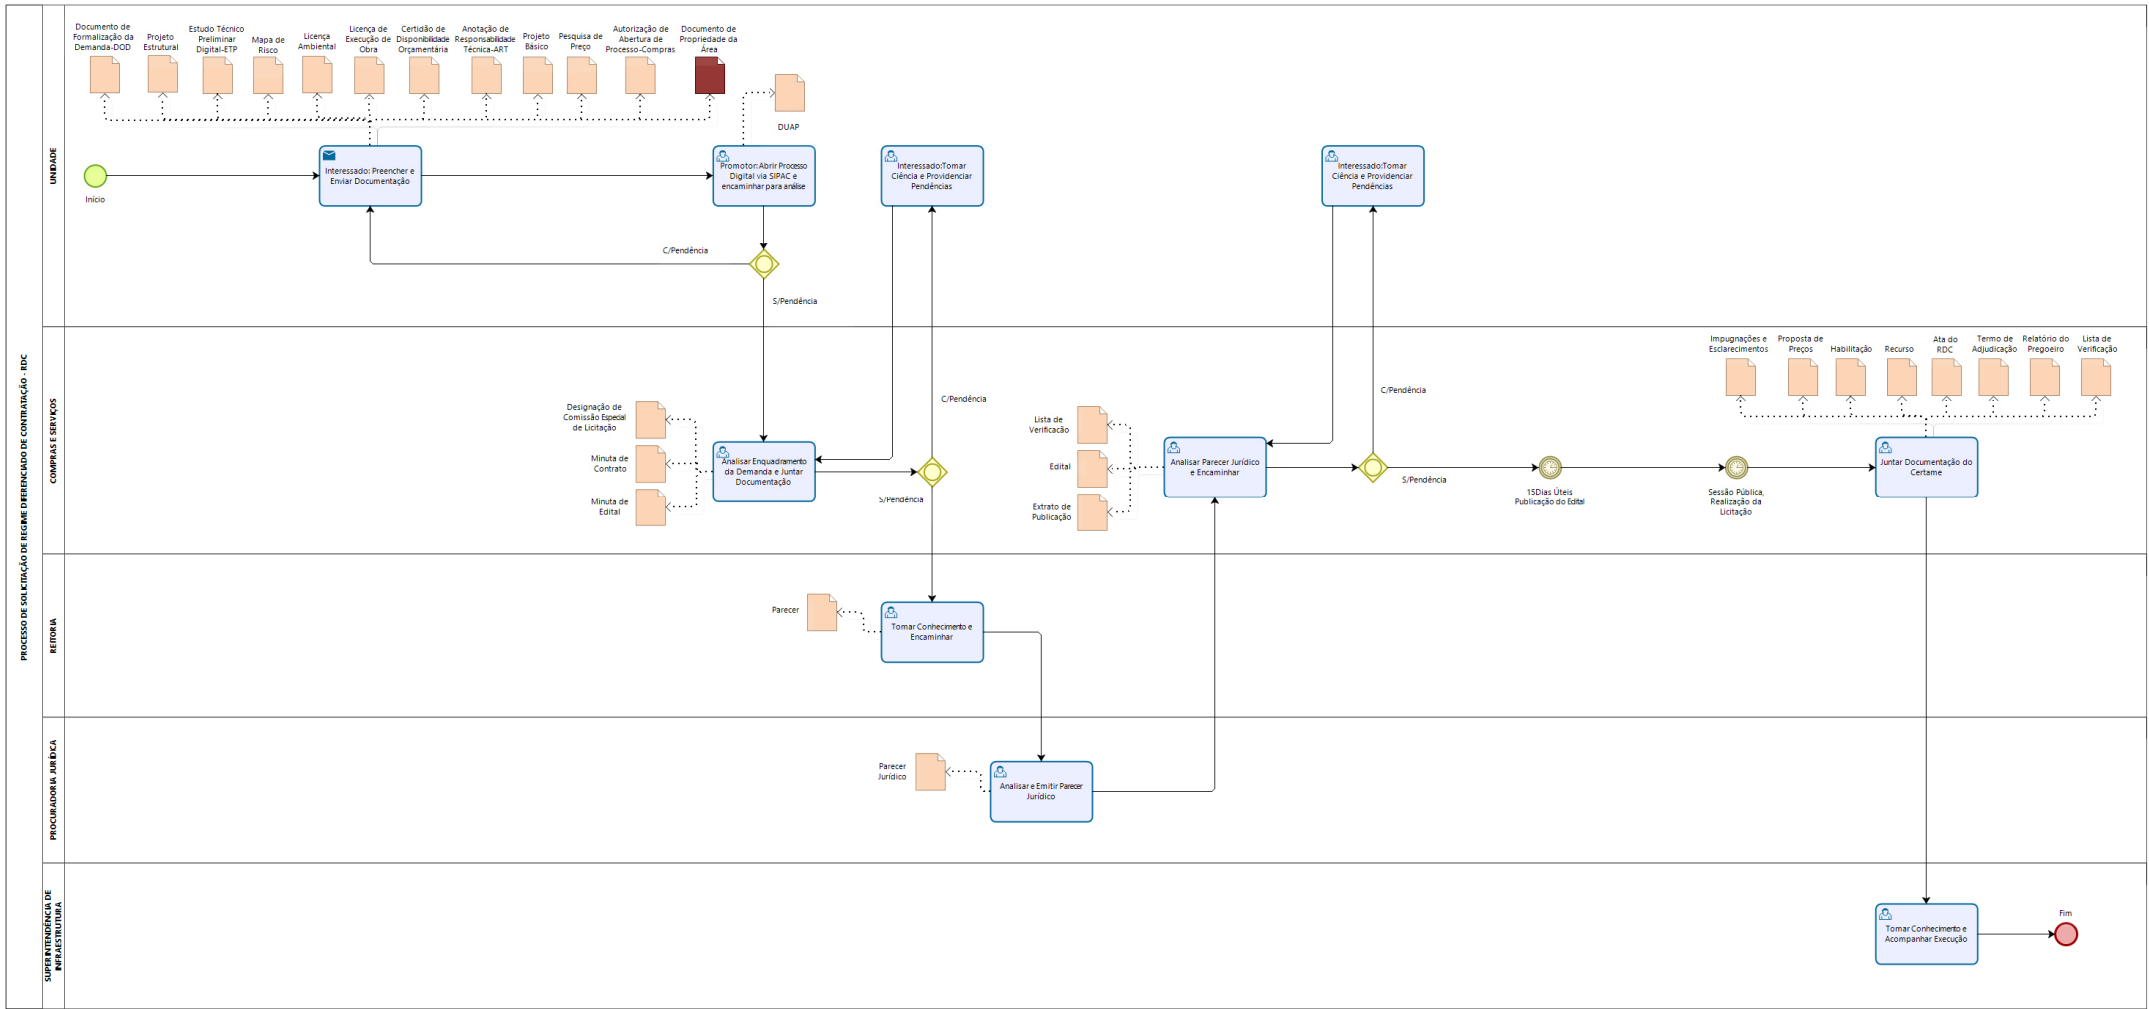 PROCESSO DE SOLICITAÇÃO DE REGIME DIFERENCIADO DE CONTRATAÇÃO - RDC
UNIDADE
Documento de
Formalização da
Demanda-DOD
Projeto
Estrutural
Estudo Técnico
Preliminar
Digital-ETP
Mapa de
Risco
Licença
Ambiental
Licença de
Execução de
Obra
Certidão de
Disponibilidade
Orçamentária
Anotação de
Responsabilidade
Técnica-ART
Projeto
Básico
Pesquisa de
Preço
Autorização de
Abertura de
Processo-Compras
Documento de
Propriedade da
Área
DUAP
Início
Interessado: Preencher e
Enviar Documentação
Promotor:Abrir Processo
Digital via SIPAC e
encaminhar para análise
Interessado:Tomar
Ciência e Providenciar
Pendências
Interessado:Tomar
Ciência e Providenciar
Pendências
C/Pendência
S/Pendência
COMPRAS E SERVIÇOS
Designação de
Comissão Especial
de Licitação
Minuta de
Contrato
Minuta de
Edital
Analisar Enquadramento
da Demanda e Juntar
Documentação
C/Pendência
S/Pendência
Lista de
Verificacão
Edital
Extrato de
Publicação
Analisar Parecer Jurídico
e Encaminhar
C/Pendência
S/Pendência
15Dias Úteis
Publicação do Edital
Sessão Pública,
Realização da
Licitação
Impugnações e
Esclarecimentos
Proposta de
Preços
Habilitação
Recurso
Ata do
RDC
Termo de
Adjudicação
Relatório do
Pregoeiro
Lista de
Verificação
Juntar Documentação do
Certame
REITORIA
Parecer
Tomar Conhecimento e
Encaminhar
PROCURADORIA JURÍDICA
Parecer
Jurídico
Analisar e Emitir Parecer
Jurídico
SUPERINTENDÊNCIA DE
INFRAESTRUTURA
Tomar Conhecimento e
Acompanhar Execução
Fim